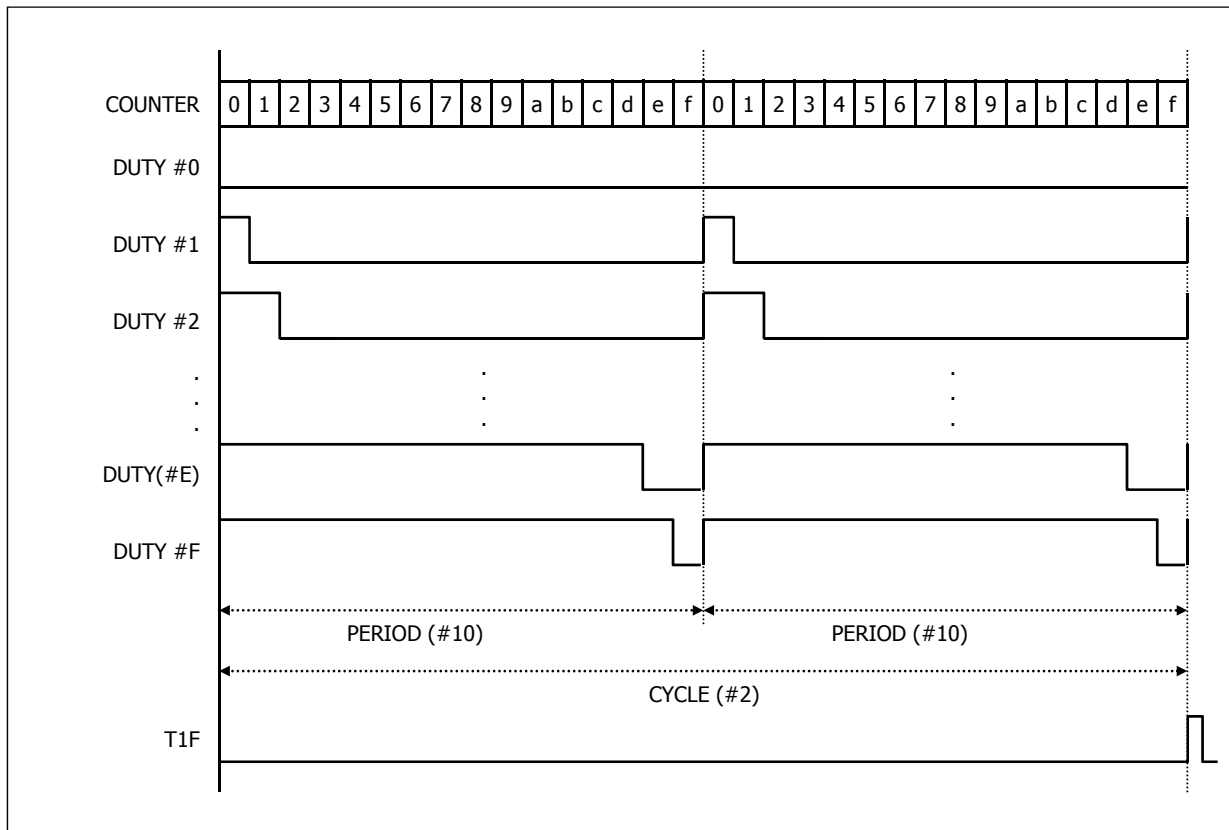 COUNTER 0 1 2 3 4 5 6 7 8 9 a b c d e f 0 1 2 3 4 5 6 7 8 9 a b c d e f
DUTY #0
DUTY #1
DUTY #2
. . .
. . .
. . .
DUTY(#E)
DUTY #F
PERIOD (#10) PERIOD (#10)
CYCLE (#2)
T1F